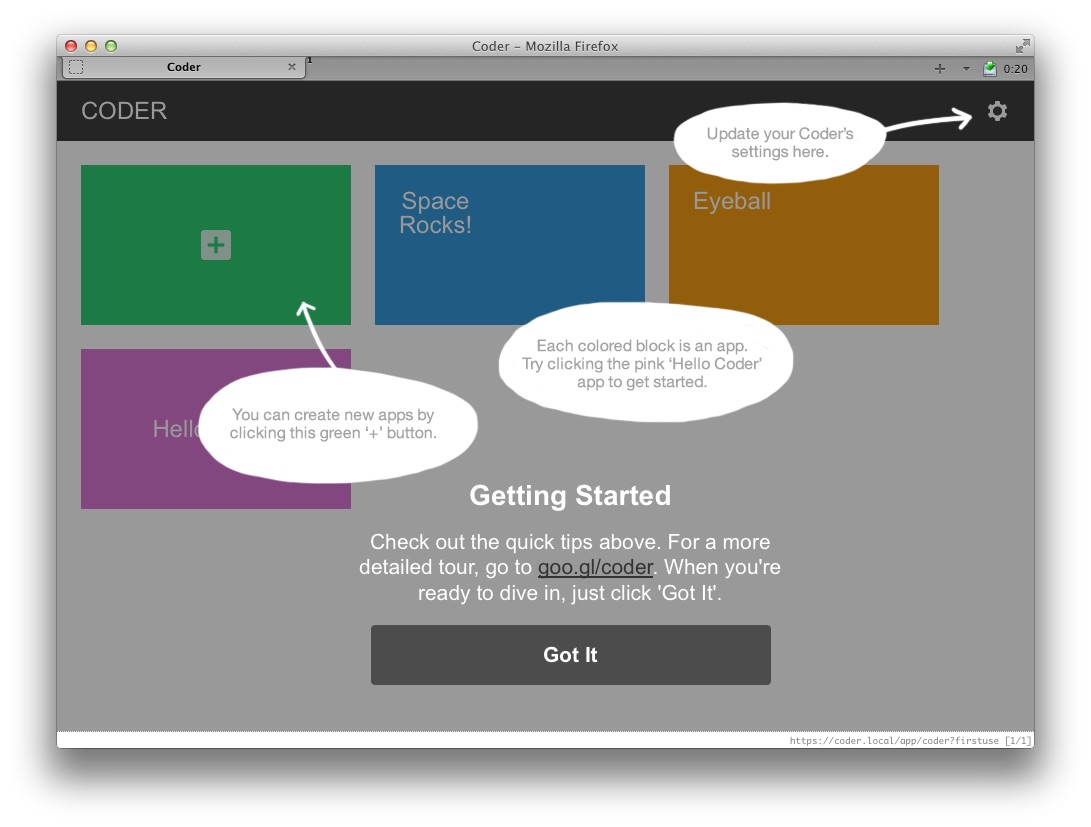 Coder – Mozilla Firefox
Coder
1
0:20
CODER
Update your Coder's
settings here.
Space
Rocks!
Eyeball
Each colored block is an app.
Try clicking the pink ‘Hello Coder’
app to get started.
You can create new apps by
clicking this green ‘+’ button.
Getting Started
Check out the quick tips above. For a more
detailed tour, go to goo.gl/coder. When you're
ready to dive in, just click 'Got It'.
Got It
https://coder.local/app/coder?firstuse [1/1]